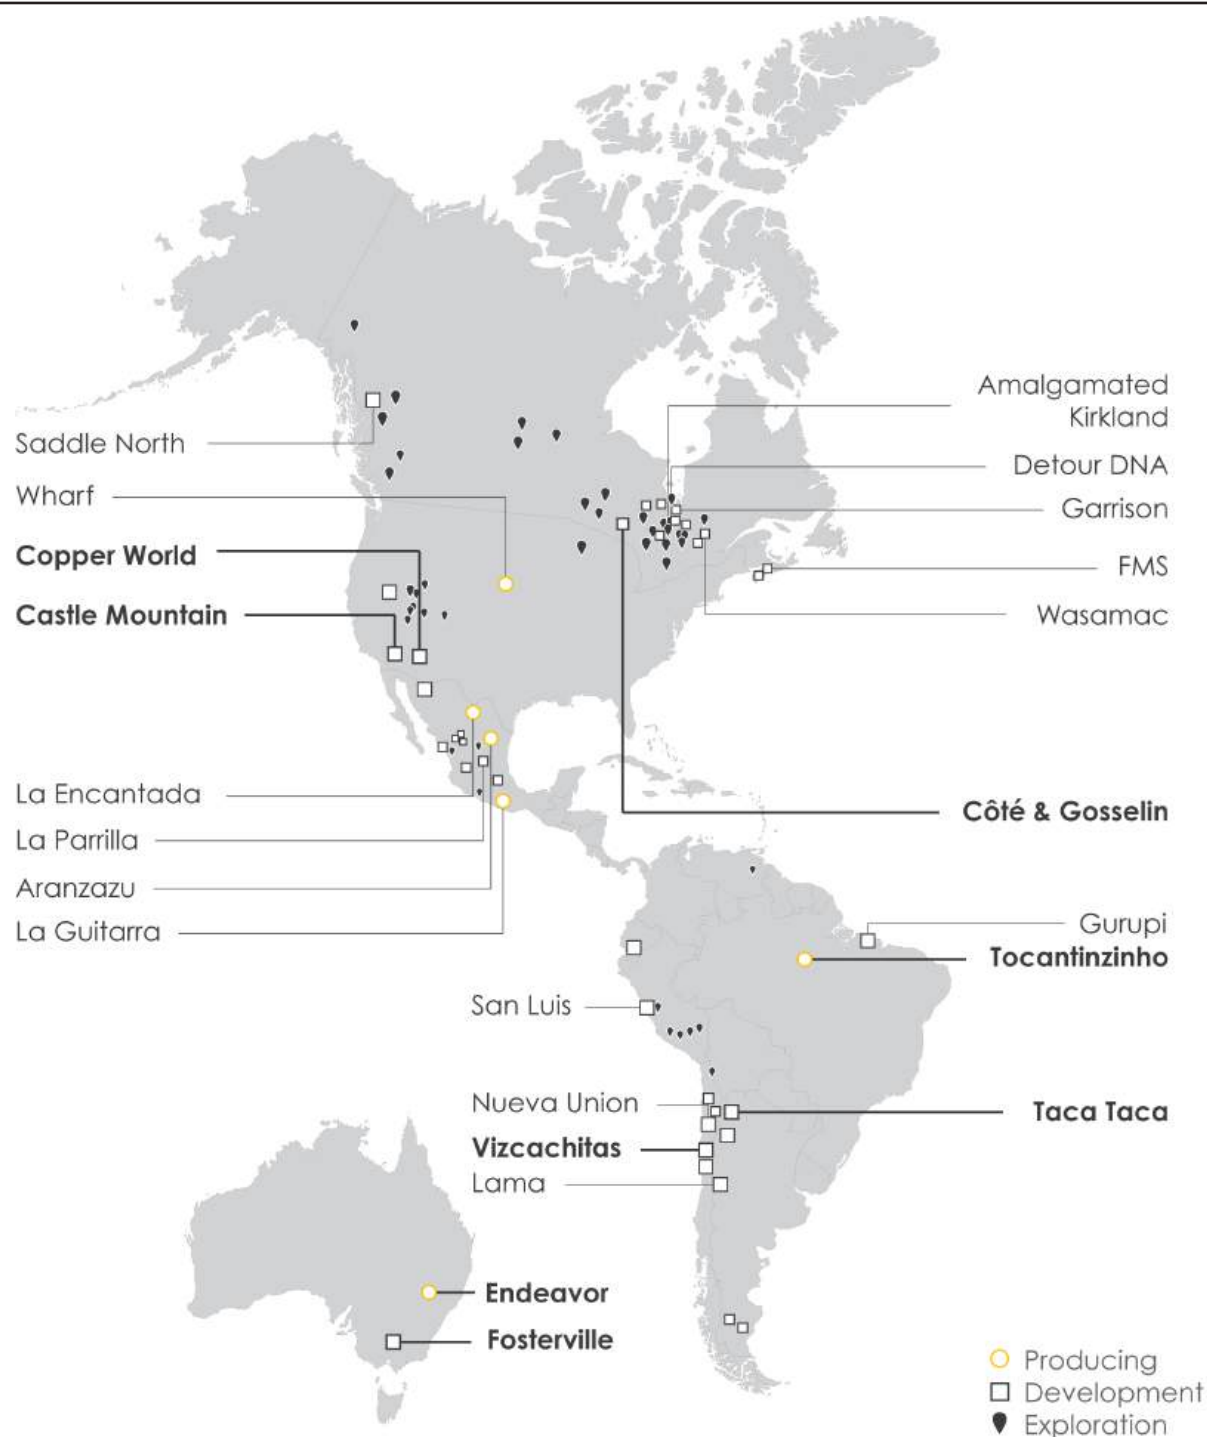 Amalgamated
Kirkland
Saddle North
Detour DNA
Wharf
Garrison
Copper World
FMS
Castle Mountain
Wasamac
La Encantada
Côté & Gosselin
La Parrilla
Aranzazu
La Guitarra
Gurupi
Tocantinzinho
San Luis
Nueva Union
Taca Taca
Vizcachitas
Lama
Endeavor
Fosterville
Producing
Development
Exploration